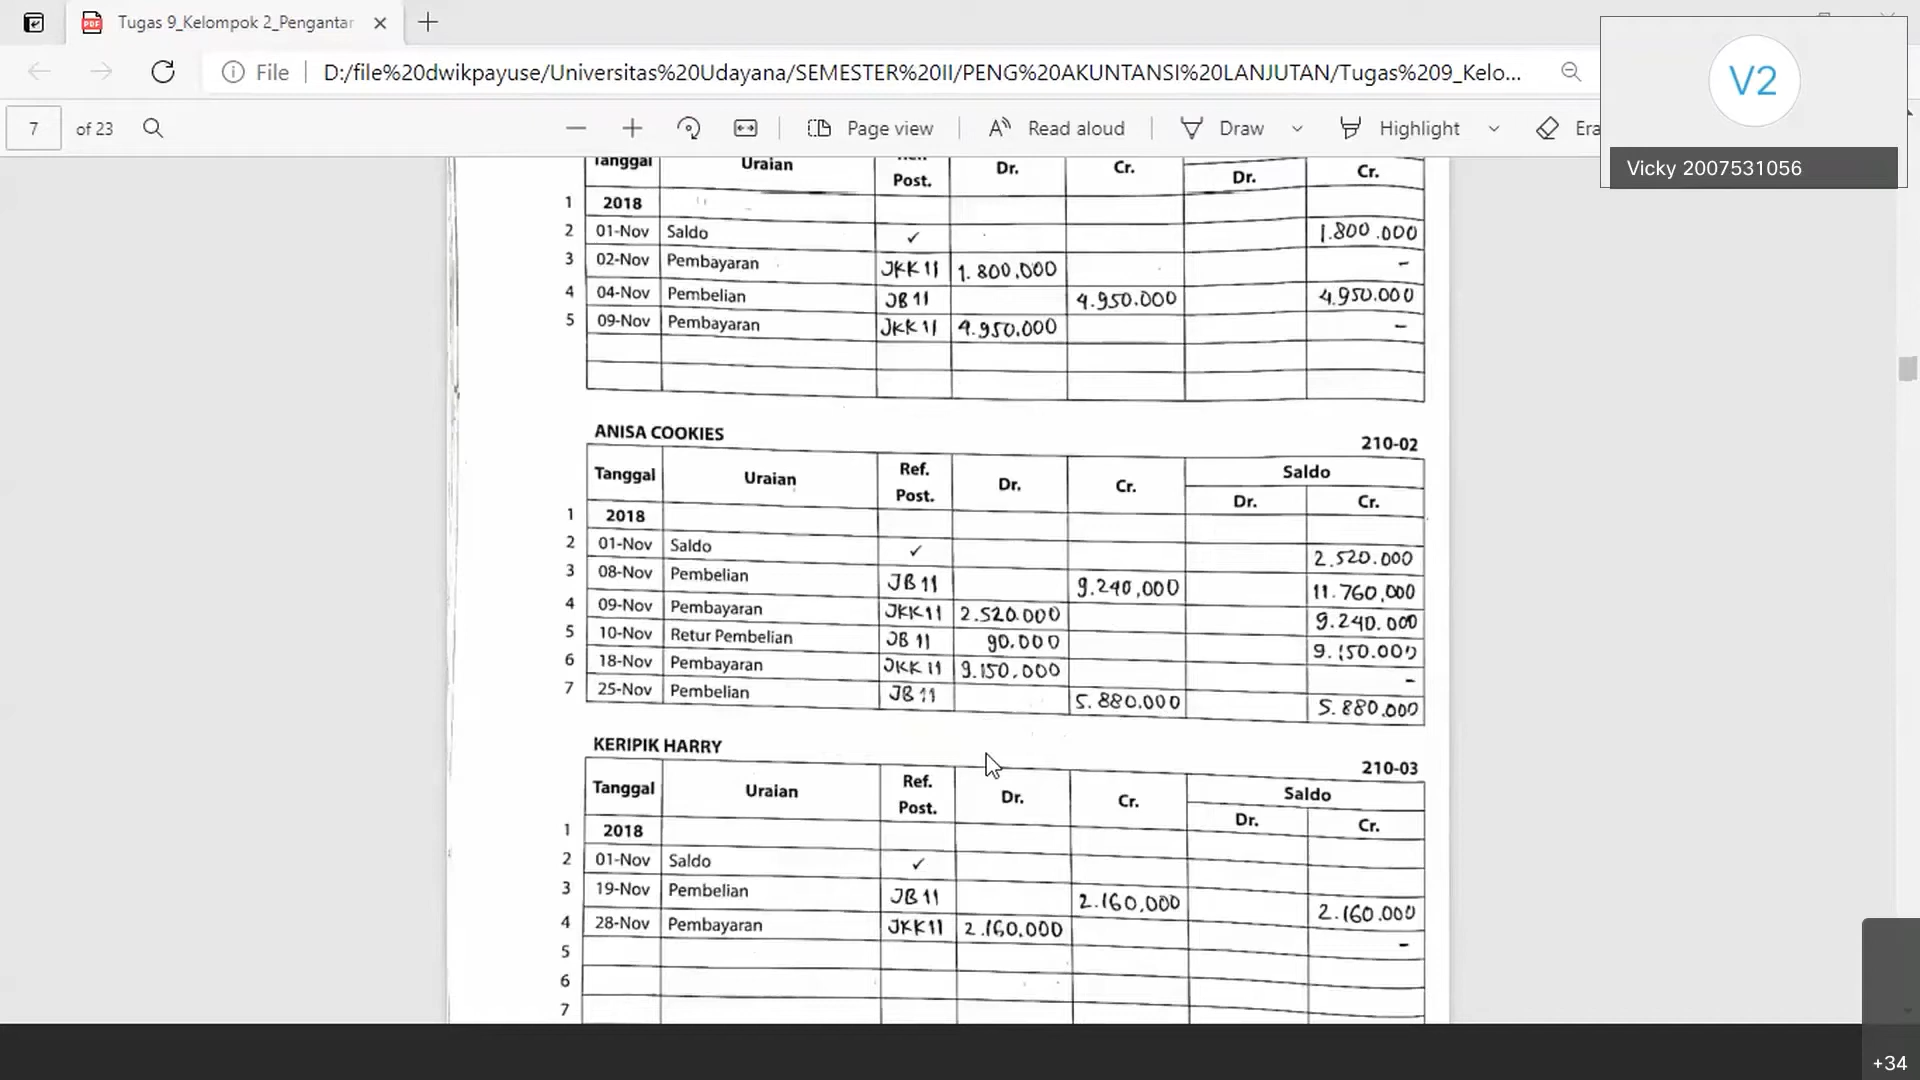 Tugas 9_Kelompok 2_Pengantar
File D:/file%20dwikpayuse/Universitas%20Udayana/SEMESTER%20II/PENG%20AKUNTANSI%20LANJUTAN/Tugas%209_Kelo...
V2
Vicky 2007531056
7 of 23 Page view Read aloud Draw Highlight Era
Tanggal Uraian Ref. Post. Dr. Cr. Dr. Cr.
1 2018
2 01-Nov Saldo ✓ 1.800.000
3 02-Nov Pembayaran JKK 11 1.800.000 -
4 04-Nov Pembelian JB 11 4.950.000 4.950.000
5 09-Nov Pembayaran JKK 11 4.950.000 -
ANISA COOKIES 210-02
Tanggal Uraian Ref. Post. Dr. Cr. Saldo
Dr. Cr.
1 2018
2 01-Nov Saldo ✓ 2.520.000
3 08-Nov Pembelian JB 11 9.240,000 11.760,000
4 09-Nov Pembayaran JKK 11 2.520.000 9.240.000
5 10-Nov Retur Pembelian JB 11 90.000 9.150.000
6 18-Nov Pembayaran JKK 11 9.150.000 -
7 25-Nov Pembelian JB 11 5.880.000 5.880.000
KERIPIK HARRY 210-03
Tanggal Uraian Ref. Post. Dr. Cr. Saldo
Dr. Cr.
1 2018
2 01-Nov Saldo ✓
3 19-Nov Pembelian JB 11 2.160,000 2.160.000
4 28-Nov Pembayaran JKK 11 2.160.000 -
5
6
7
+34